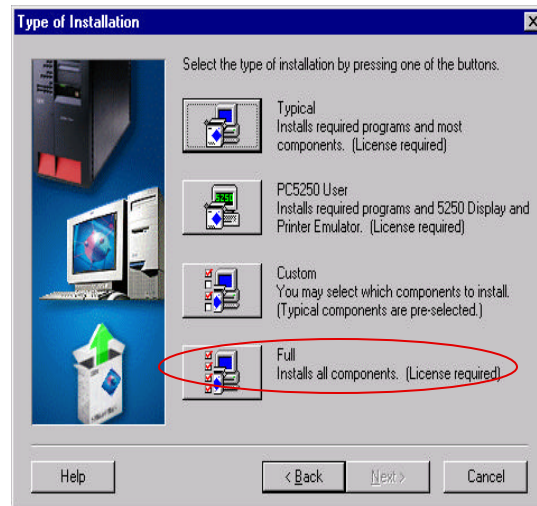 Type of Installation
Select the type of installation by pressing one of the buttons.
Typical
Installs required programs and most
components. (License required)
5250
PC5250 User
Installs required programs and 5250 Display and
Printer Emulator. (License required)
Custom
You may select which components to install.
(Typical components are pre-selected.)
Full
Installs all components. (License required)
Help
< Back
Next >
Cancel